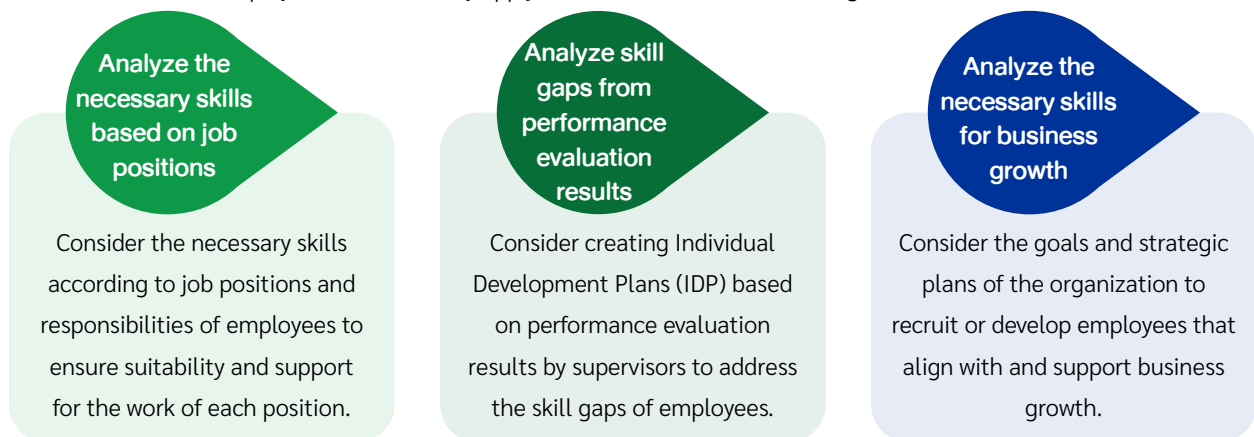 Analyze the
necessary skills
based on job
positions
Consider the necessary skills
according to job positions and
responsibilities of employees to
ensure suitability and support
for the work of each position.
Analyze skill
gaps from
performance
evaluation
results
Consider creating Individual
Development Plans (IDP) based
on performance evaluation
results by supervisors to address
the skill gaps of employees.
Analyze the
necessary skills
for business
growth
Consider the goals and strategic
plans of the organization to
recruit or develop employees that
align with and support business
growth.